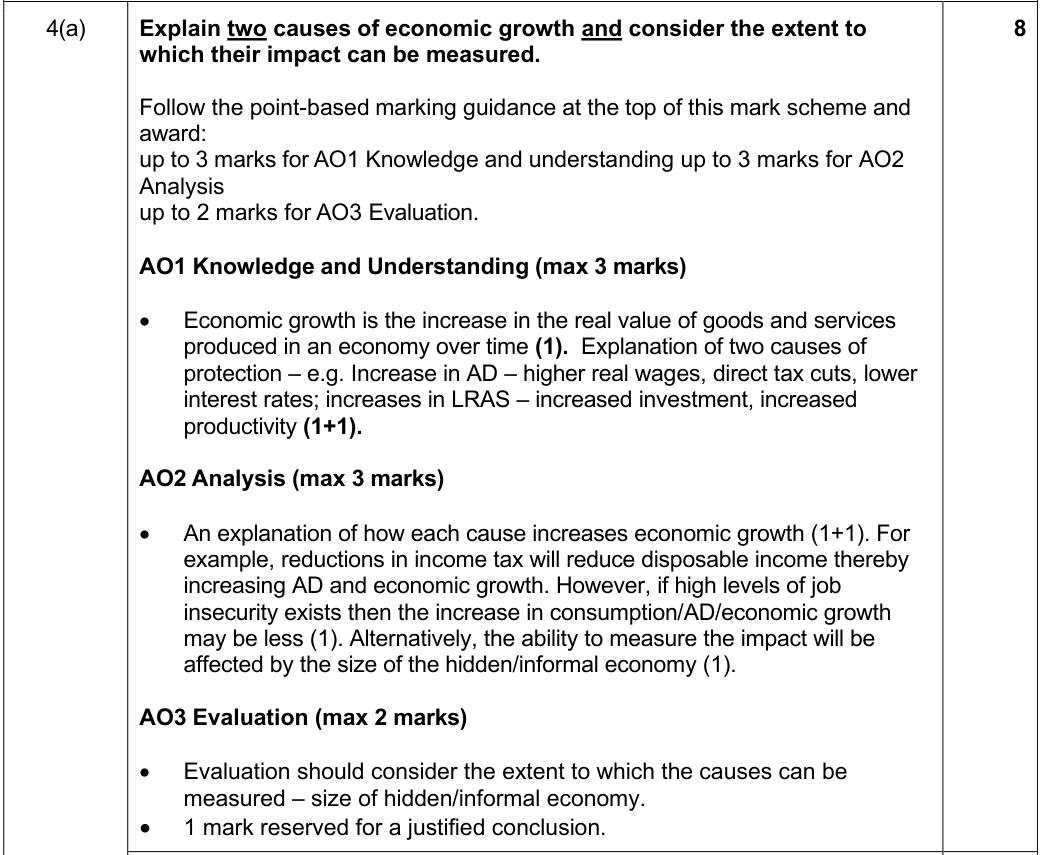 4(a) Explain two causes of economic growth and consider the extent to 8
which their impact can be measured.
Follow the point-based marking guidance at the top of this mark scheme and
award:
up to 3 marks for AO1 Knowledge and understanding up to 3 marks for AO2
Analysis
up to 2 marks for AO3 Evaluation.
AO1 Knowledge and Understanding (max 3 marks)
• Economic growth is the increase in the real value of goods and services
produced in an economy over time (1). Explanation of two causes of
protection – e.g. Increase in AD – higher real wages, direct tax cuts, lower
interest rates; increases in LRAS – increased investment, increased
productivity (1+1).
AO2 Analysis (max 3 marks)
• An explanation of how each cause increases economic growth (1+1). For
example, reductions in income tax will reduce disposable income thereby
increasing AD and economic growth. However, if high levels of job
insecurity exists then the increase in consumption/AD/economic growth
may be less (1). Alternatively, the ability to measure the impact will be
affected by the size of the hidden/informal economy (1).
AO3 Evaluation (max 2 marks)
• Evaluation should consider the extent to which the causes can be
measured – size of hidden/informal economy.
• 1 mark reserved for a justified conclusion.